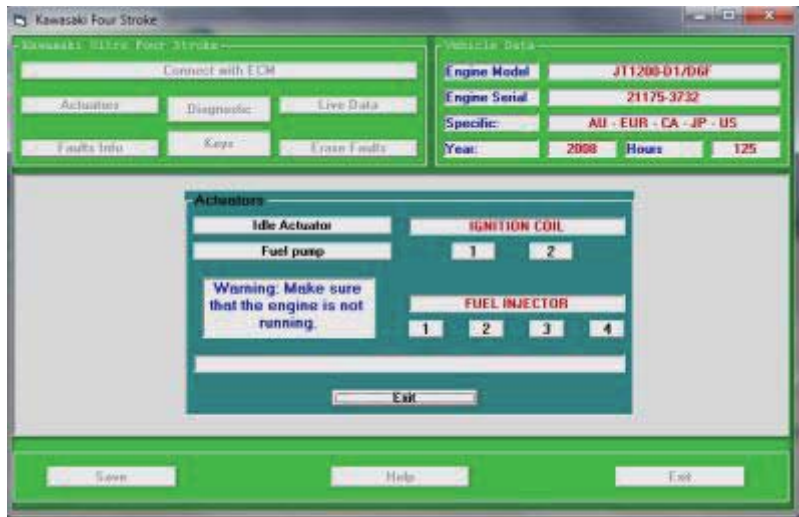 Kawasaki Four Stroke
Kawasaki Ultra Four Stroke
Connect with ECM
Actuators
Diagnostic
Live Data
Faults Info
Keys
Erase Faults
Vehicle Data
Engine Model JT1200-D1/D6F
Engine Serial 21175-3732
Specific: AU - EUR - CA - JP - US
Year: 2008 Hours 125
Actuators
Idle Actuator
Fuel pump
Warning: Make sure
that the engine is not
running.
IGNITION COIL
1 2
FUEL INJECTOR
1 2 3 4
Exit
Save Help Exit